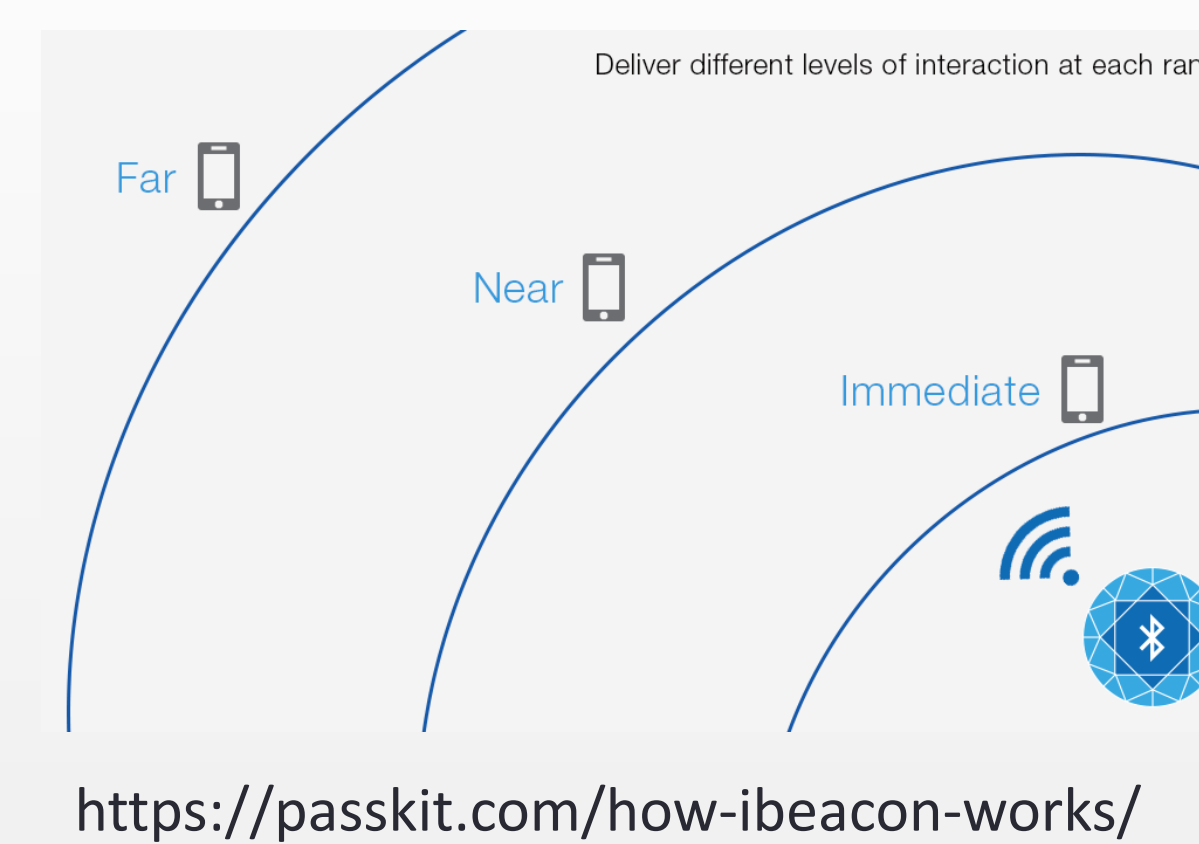 Deliver different levels of interaction at each
Far
Near
Immediate
https://passkit.com/how-ibeacon-works/